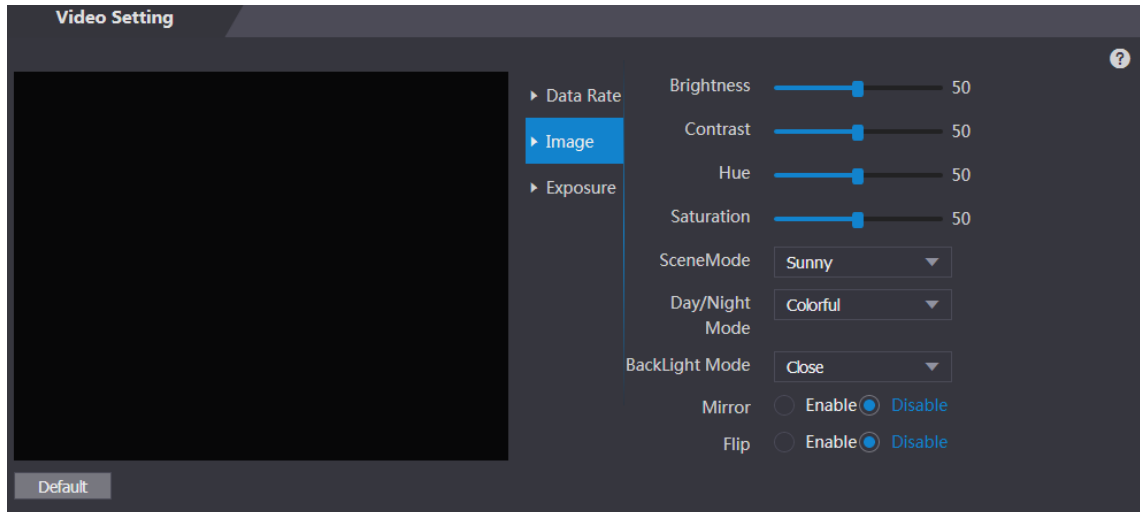 Video Setting
?
Data Rate
Image
Exposure
Brightness 50
Contrast 50
Hue 50
Saturation 50
SceneMode Sunny
Day/Night
Mode
Colorful
BackLight Mode Close
Mirror Enable Disable
Flip Enable Disable
Default